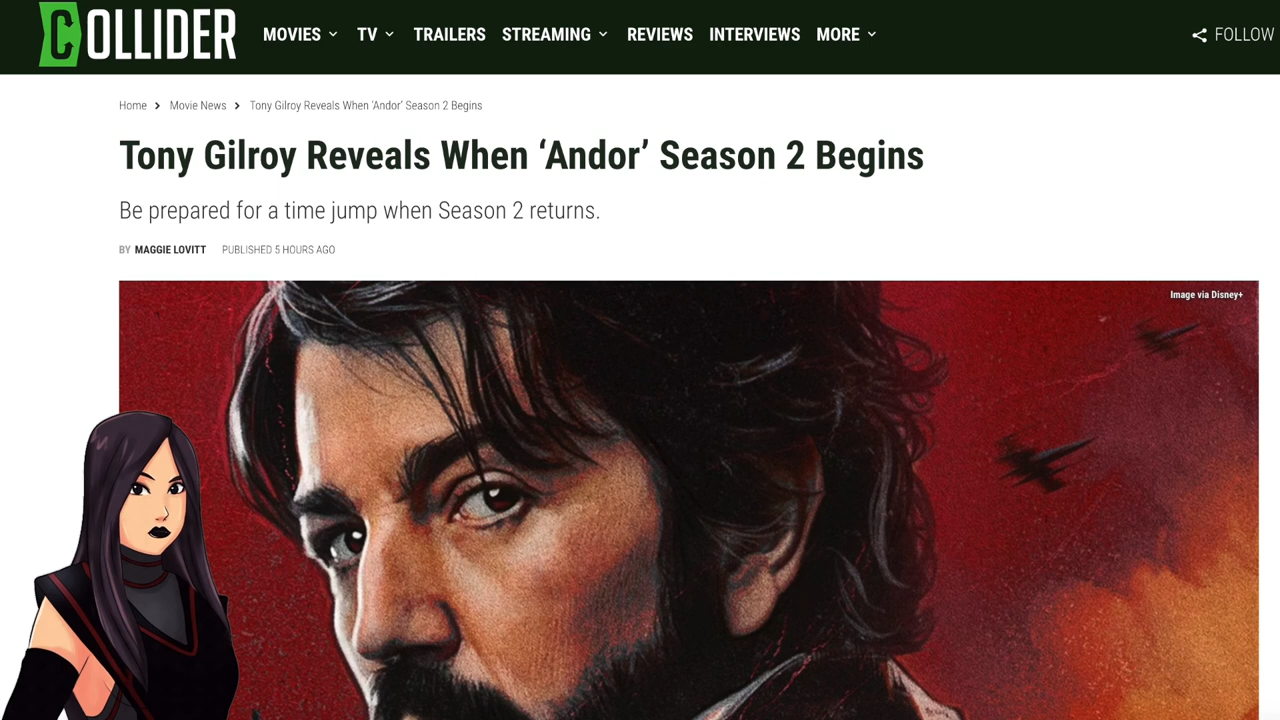 COLLIDER MOVIES TV TRAILERS STREAMING REVIEWS INTERVIEWS MORE FOLLOW
Home > Movie News > Tony Gilroy Reveals When ‘Andor’ Season 2 Begins
Tony Gilroy Reveals When ‘Andor’ Season 2 Begins
Be prepared for a time jump when Season 2 returns.
BY MAGGIE LOVITT PUBLISHED 5 HOURS AGO
Image via Disney+